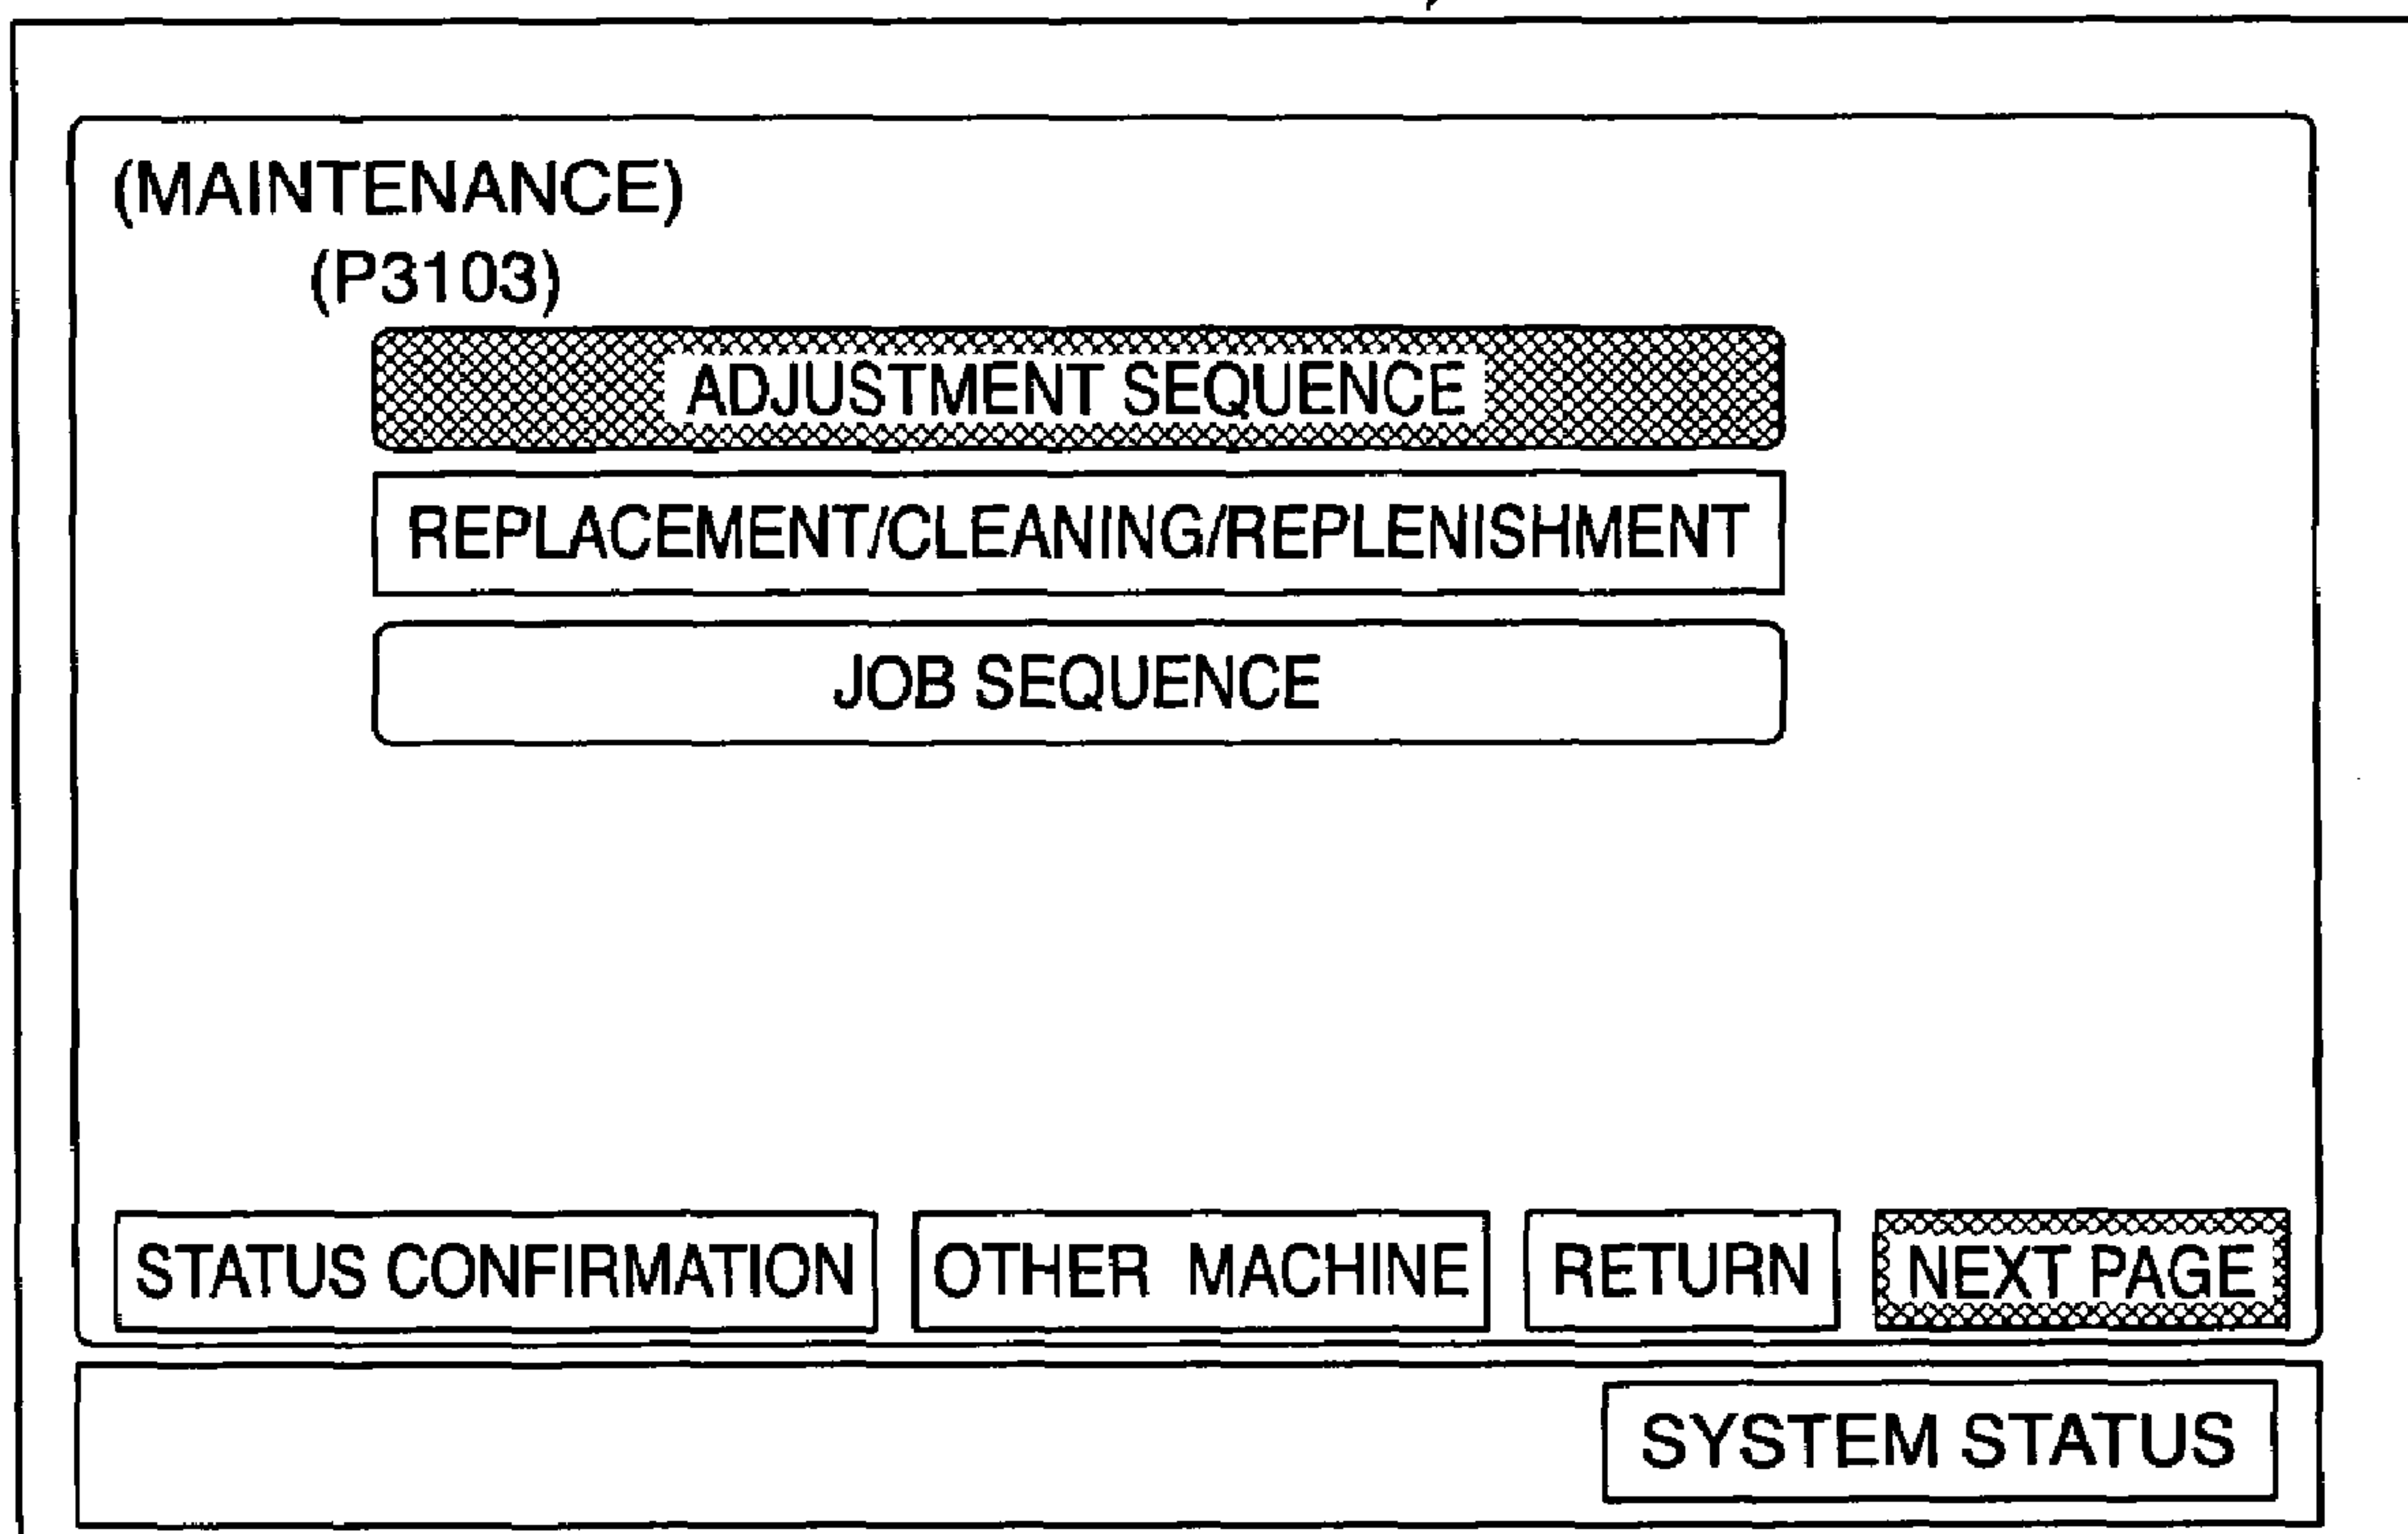 (MAINTENANCE)
(P3103)
ADJUSTMENT SEQUENCE
REPLACEMENT/CLEANING/REPLENISHMENT
JOB SEQUENCE
STATUS CONFIRMATION OTHER MACHINE RETURN NEXT PAGE
SYSTEM STATUS